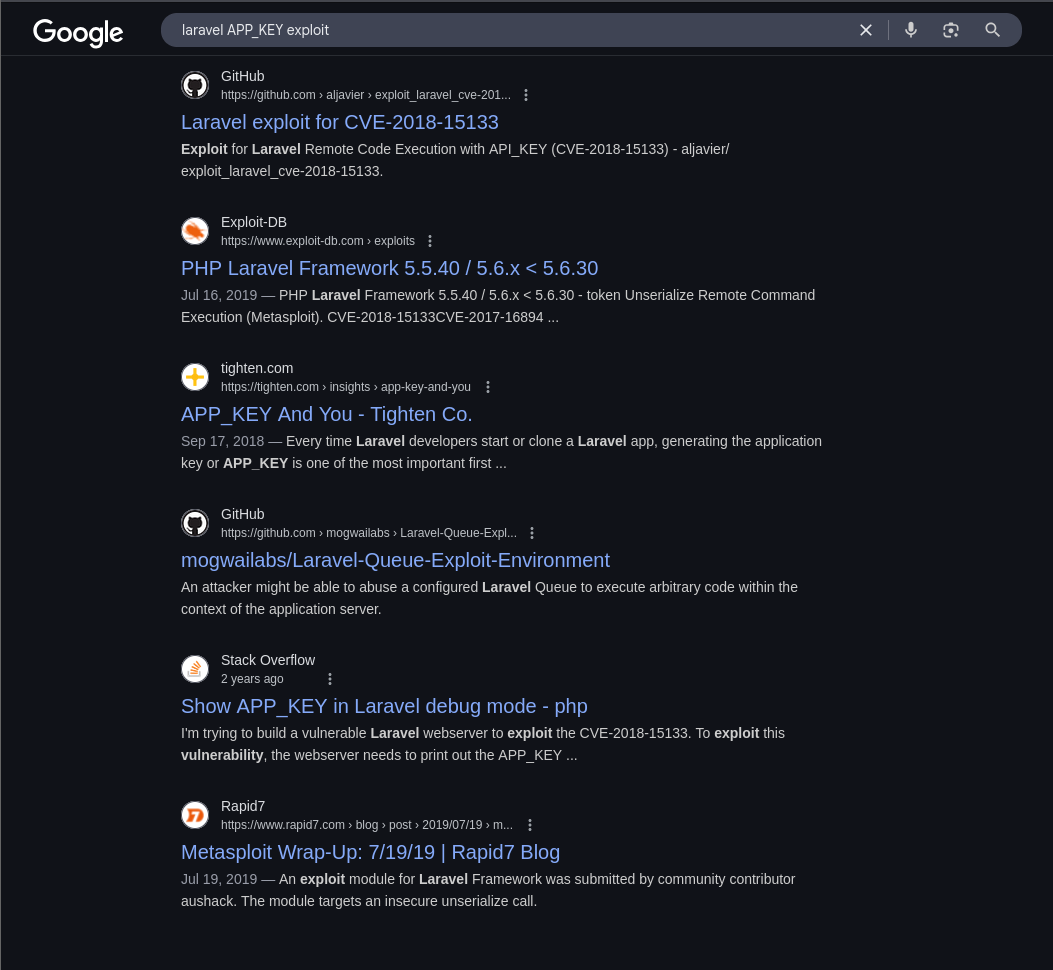 Google
laravel APP_KEY exploit
GitHub
https://github.com › aljavier › exploit_laravel_cve-201...
Laravel exploit for CVE-2018-15133
Exploit for Laravel Remote Code Execution with API_KEY (CVE-2018-15133) - aljavier/
exploit_laravel_cve-2018-15133.
Exploit-DB
https://www.exploit-db.com › exploits
PHP Laravel Framework 5.5.40 / 5.6.x < 5.6.30
Jul 16, 2019 — PHP Laravel Framework 5.5.40 / 5.6.x < 5.6.30 - token Unserialize Remote Command
Execution (Metasploit). CVE-2018-15133CVE-2017-16894 ...
tighten.com
https://tighten.com › insights › app-key-and-you
APP_KEY And You - Tighten Co.
Sep 17, 2018 — Every time Laravel developers start or clone a Laravel app, generating the application
key or APP_KEY is one of the most important first ...
GitHub
https://github.com › mogwailabs › Laravel-Queue-Expl...
mogwailabs/Laravel-Queue-Exploit-Environment
An attacker might be able to abuse a configured Laravel Queue to execute arbitrary code within the
context of the application server.
Stack Overflow
2 years ago
Show APP_KEY in Laravel debug mode - php
I'm trying to build a vulnerable Laravel webserver to exploit the CVE-2018-15133. To exploit this
vulnerability, the webserver needs to print out the APP_KEY ...
Rapid7
https://www.rapid7.com › blog › post › 2019/07/19 › m...
Metasploit Wrap-Up: 7/19/19 | Rapid7 Blog
Jul 19, 2019 — An exploit module for Laravel Framework was submitted by community contributor
aushack. The module targets an insecure unserialize call.